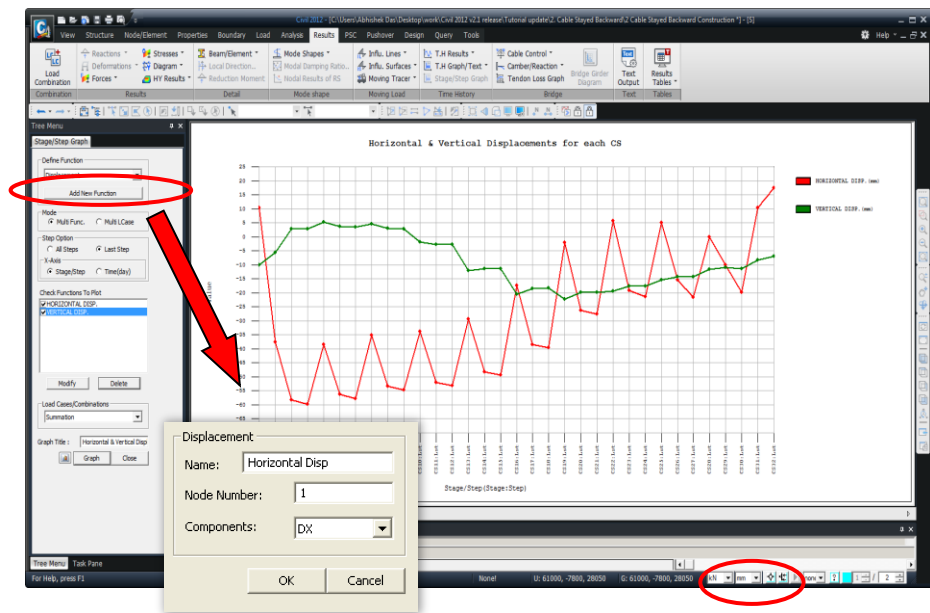 Civil 2012 - [C:\Users\Abhishek Das\Desktop\work\Civil 2012 v2.1 release\Tutorial update\2. Cable Stayed Backward\2 Cable Stayed Backward Construction *] - [S]
View Structure Node/Element Properties Boundary Load Analysis Results PSC Pushover Design Query Tools Help
Load Combination
Reactions Stresses
Deformations Diagram
Forces HY Results
Beam/Element
Local Direction..
Reduction Moment
Mode Shapes
Modal Damping Ratio..
Nodal Results of RS
Influ. Lines
Influ. Surfaces
Moving Tracer
T.H Results
T.H Graph/Text
Stage/Step Graph
Cable Control
Camber/Reaction
Tendon Loss Graph
Bridge Girder Diagram
Text Output
Results Tables
Combination Results Detail Mode shape Moving Load Time History Bridge Text Tables
Tree Menu
Stage/Step Graph
Define Function
Add New Function
Mode
Multi Func. Multi LCase
Step Option
All Steps Last Step
X-Axis
Stage/Step Time(day)
Check Functions To Plot
HORIZONTAL DISP.
VERTICAL DISP.
Modify Delete
Load Cases/Combinations
Summation
Graph Title : Horizontal & Vertical Disp
Graph Close
Horizontal & Vertical Displacements for each CS
HORIZONTAL DISP.(mm)
VERTICAL DISP.(mm)
25
20
15
10
5
0
-5
-10
-15
-20
-25
-30
-35
-40
-45
-50
-55
-60
-65
Stage/Step(Stage:Step)
Displacement
Name: Horizontal Disp
Node Number: 1
Components: DX
OK Cancel
Tree Menu Task Pane
For Help, press F1
None!
U: 61000, -7800, 28050
G: 61000, -7800, 28050
kN mm
non
1 / 2